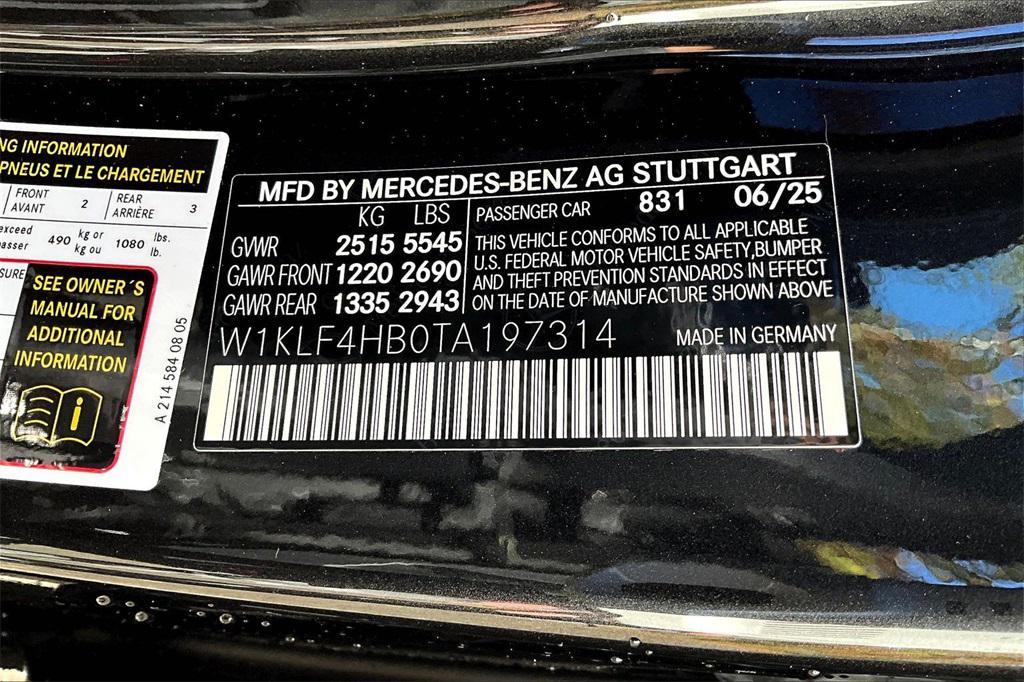 NG INFORMATION
PNEUS ET LE CHARGEMENT
FRONT
AVANT
2
REAR
ARRIÈRE
3
exceed
passer
490
kg or
kg ou
1080
lbs.
lb.
SEE OWNER´S
MANUAL FOR
ADDITIONAL
INFORMATION
i
A 214 584 08 05
MFD BY MERCEDES-BENZ AG STUTTGART
KG LBS
GVWR 2515 5545
GAWR FRONT 1220 2690
GAWR REAR 1335 2943
PASSENGER CAR 831 06/25
THIS VEHICLE CONFORMS TO ALL APPLICABLE
U.S. FEDERAL MOTOR VEHICLE SAFETY,BUMPER
AND THEFT PREVENTION STANDARDS IN EFFECT
ON THE DATE OF MANUFACTURE SHOWN ABOVE
W1KLF4HB0TA197314
MADE IN GERMANY